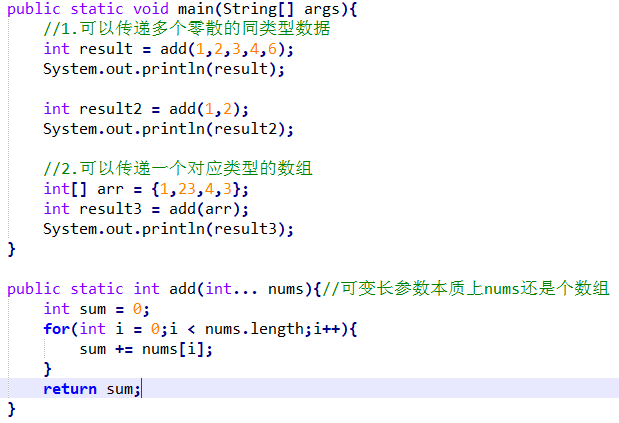 public static void main(String[] args){
//1.可以传递多个零散的同类型数据
int result = add(1,2,3,4,6);
System.out.println(result);
int result2 = add(1,2);
System.out.println(result2);
//2.可以传递一个对应类型的数组
int[] arr = {1,23,4,3};
int result3 = add(arr);
System.out.println(result3);
}
public static int add(int... nums){//可变长参数本质上nums还是个数组
int sum = 0;
for(int i = 0;i < nums.length;i++){
sum += nums[i];
}
return sum;
}